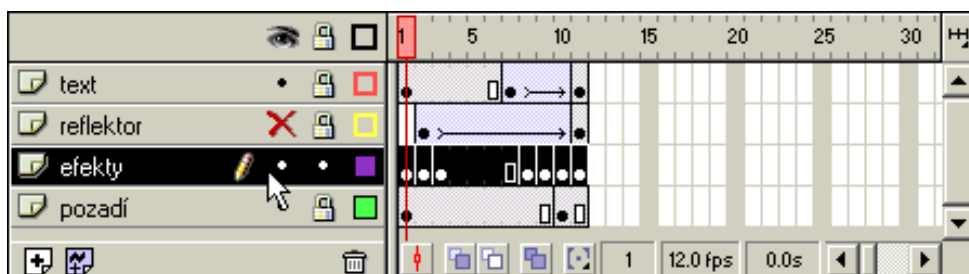 1 5 10 15 20 25 30
text
reflektor
efekty
pozadí
1 12.0 fps 0.0s